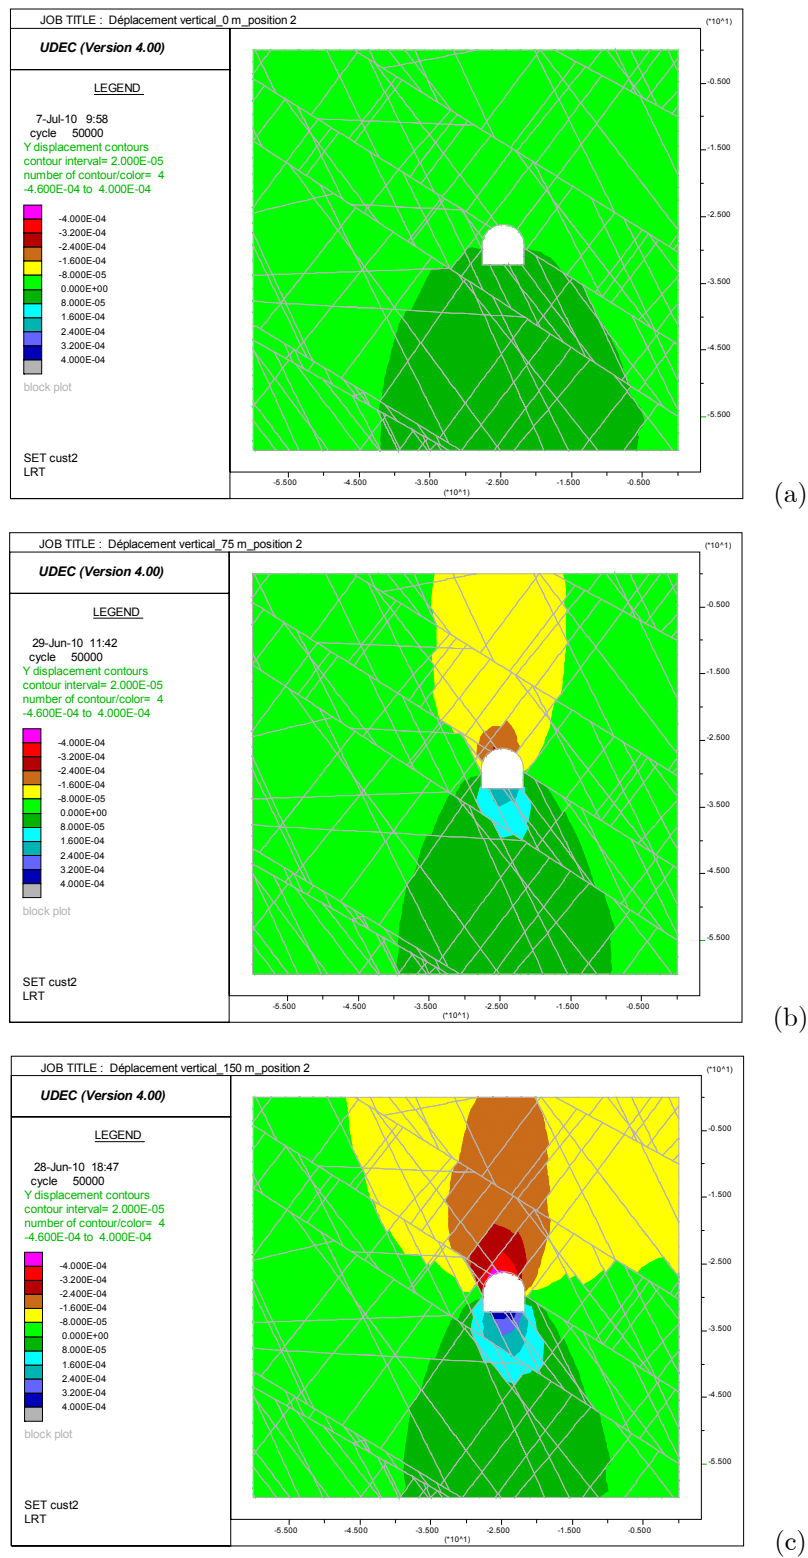 JOB TITLE : Déplacement vertical_0 m_position 2
(*10^1)
UDEC (Version 4.00)
LEGEND
7-Jul-10 9:58
cycle 50000
Y displacement contours
contour interval= 2.000E-05
number of contour/color= 4
-4.600E-04 to 4.000E-04
-4.000E-04
-3.200E-04
-2.400E-04
-1.600E-04
-8.000E-05
0.000E+00
8.000E-05
1.600E-04
2.400E-04
3.200E-04
4.000E-04
block plot
SET cust2
LRT
-0.500
-1.500
-2.500
-3.500
-4.500
-5.500
-5.500 -4.500 -3.500 -2.500 -1.500 -0.500
(*10^1)
(a)
JOB TITLE : Déplacement vertical_75 m_position 2
(*10^1)
UDEC (Version 4.00)
LEGEND
29-Jun-10 11:42
cycle 50000
Y displacement contours
contour interval= 2.000E-05
number of contour/color= 4
-4.600E-04 to 4.000E-04
-4.000E-04
-3.200E-04
-2.400E-04
-1.600E-04
-8.000E-05
0.000E+00
8.000E-05
1.600E-04
2.400E-04
3.200E-04
4.000E-04
block plot
SET cust2
LRT
-0.500
-1.500
-2.500
-3.500
-4.500
-5.500
-5.500 -4.500 -3.500 -2.500 -1.500 -0.500
(*10^1)
(b)
JOB TITLE : Déplacement vertical_150 m_position 2
(*10^1)
UDEC (Version 4.00)
LEGEND
28-Jun-10 18:47
cycle 50000
Y displacement contours
contour interval= 2.000E-05
number of contour/color= 4
-4.600E-04 to 4.000E-04
-4.000E-04
-3.200E-04
-2.400E-04
-1.600E-04
-8.000E-05
0.000E+00
8.000E-05
1.600E-04
2.400E-04
3.200E-04
4.000E-04
block plot
SET cust2
LRT
-0.500
-1.500
-2.500
-3.500
-4.500
-5.500
-5.500 -4.500 -3.500 -2.500 -1.500 -0.500
(*10^1)
(c)